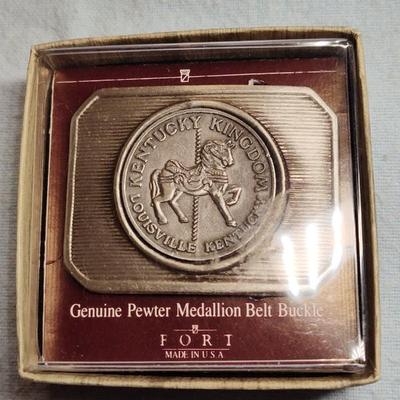 KENTUCKY KINGDOM
LOUISVILLE KENTUCKY
Genuine Pewter Medallion Belt Buckle
FORT
MADE IN U.S.A